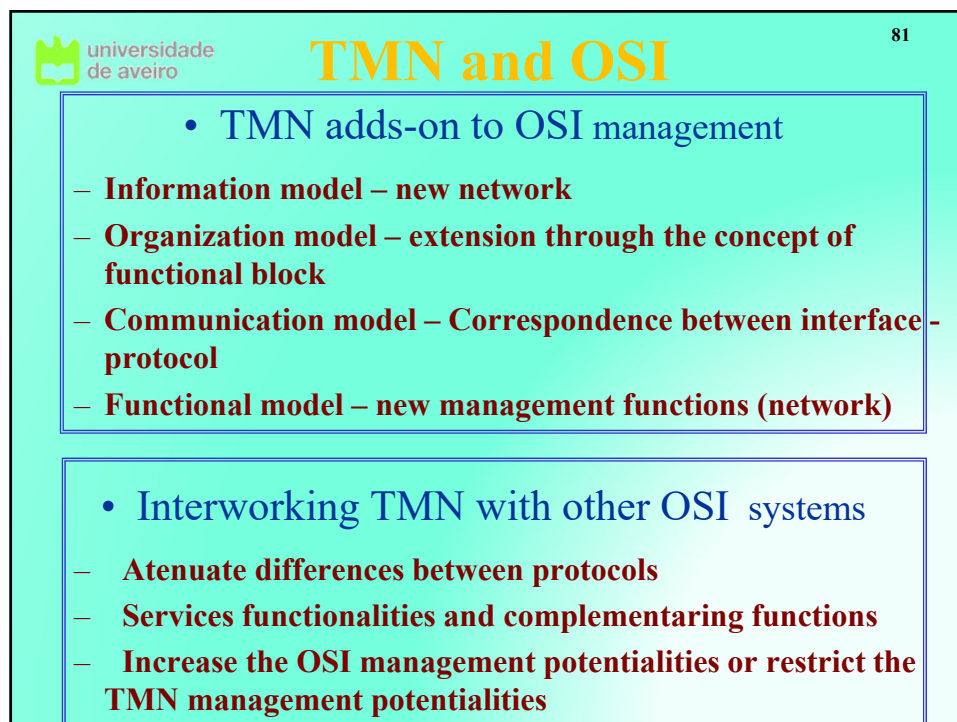 universidade
de aveiro
TMN and OSI
81
• TMN adds-on to OSI management
– Information model – new network
– Organization model – extension through the concept of
functional block
– Communication model – Correspondence between interface -
protocol
– Functional model – new management functions (network)
• Interworking TMN with other OSI systems
– Atenuate differences between protocols
– Services functionalities and complementaring functions
– Increase the OSI management potentialities or restrict the
TMN management potentialities